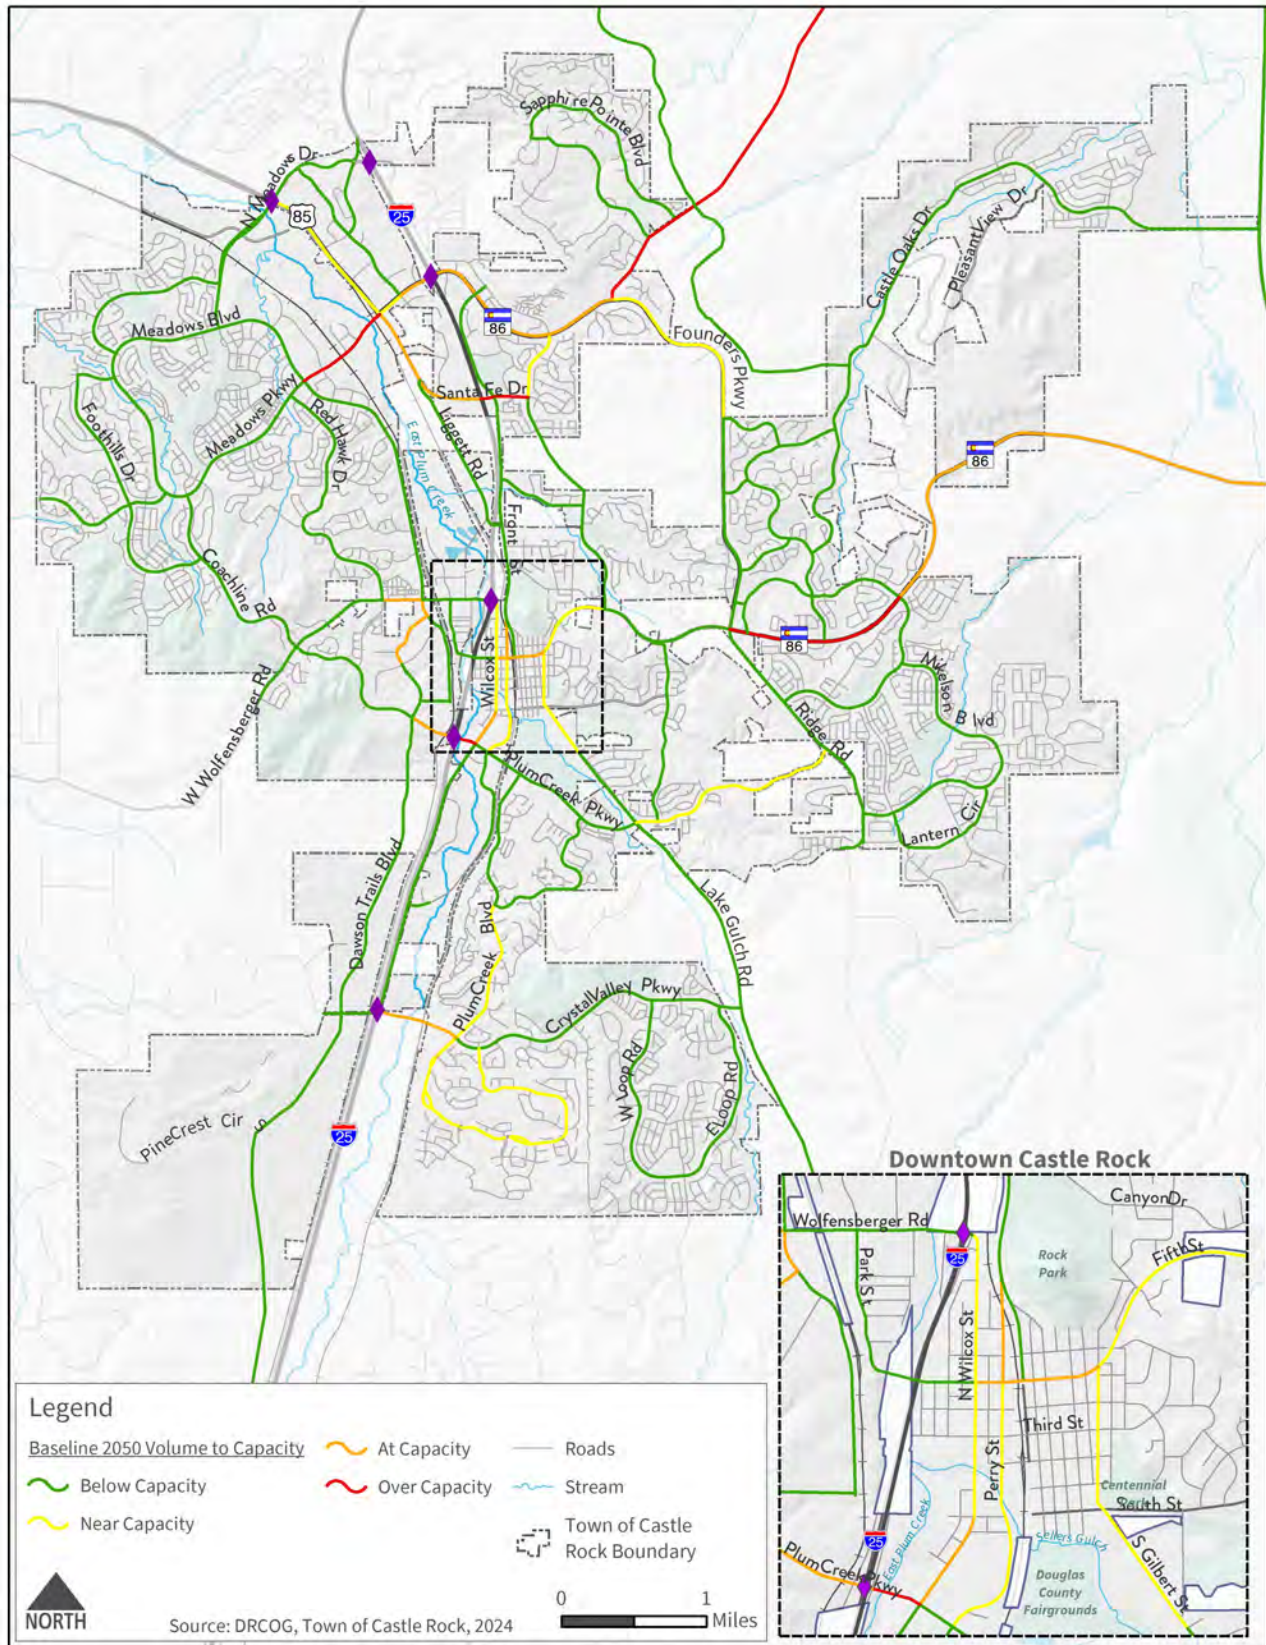 Sapphire Pointe Blvd
N Meadows Dr
85
25
Castle Oaks Dr
Pleasant View Dr
86
Meadows Blvd
Founders Pkwy
Santa Fe Dr
Meadows Pkwy
Foothills Dr
Red Hawk Dr
Liggett Rd
East Plum Creek
86
Front St
Coachline Rd
86
Wilcox St
Mikelson Blvd
W Wolfensberger Rd
Ridge Rd
Plum Creek Pkwy
Lantern Cir
Dawson Trails Blvd
Lake Gulch Rd
Plum Creek Blvd
Crystal Valley Pkwy
W Loop Rd
E Loop Rd
Pine Crest Cir
S
25
Downtown Castle Rock
Canyon Dr
Wolfensberger Rd
Fifth St
25
Rock
Park
Park St
N Wilcox St
Third St
Perry St
Centennial
Park
South St
East Plum Creek
Sellers Gulch
25
S Gilbert St
Plum Creek Pkwy
Douglas
County
Fairgrounds
Legend
Baseline 2050 Volume to Capacity
Below Capacity
Near Capacity
At Capacity
Over Capacity
Roads
Stream
Town of Castle
Rock Boundary
NORTH
Source: DRCOG, Town of Castle Rock, 2024
0 1
Miles